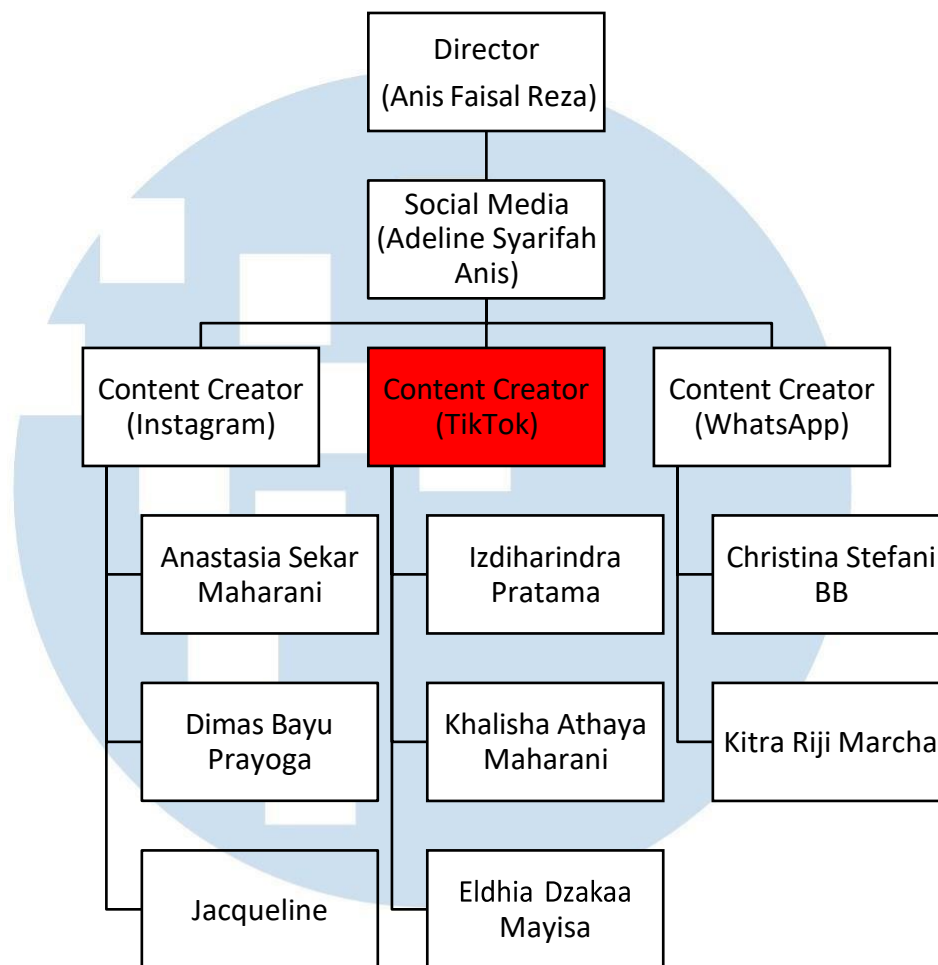 Director
(Anis Faisal Reza)
Social Media
(Adeline Syarifah
Anis)
Content Creator
(Instagram)
Content Creator
(TikTok)
Content Creator
(WhatsApp)
Anastasia Sekar
Maharani
Izdiharindra
Pratama
Christina Stefani
BB
Dimas Bayu
Prayoga
Khalisha Athaya
Maharani
Kitra Riji Marcha
Jacqueline
Eldhia Dzakaa
Mayisa